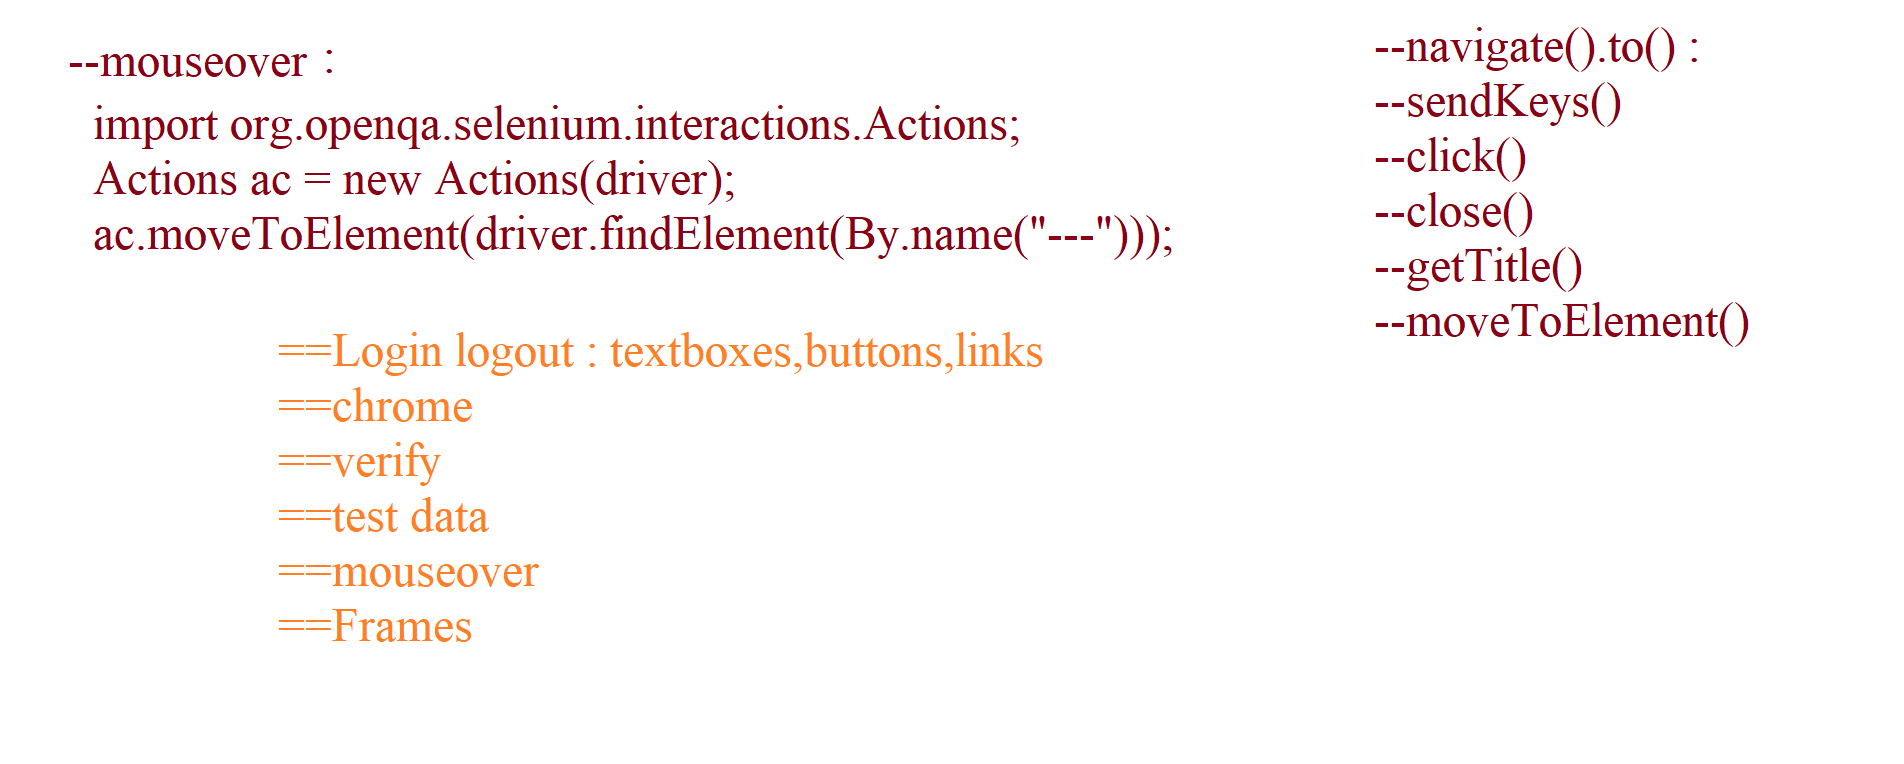 --mouseover :
import org.openqa.selenium.interactions.Actions;
Actions ac = new Actions(driver);
ac.moveToElement(driver.findElement(By.name("---")));
--navigate().to() :
--sendKeys()
--click()
--close()
--getTitle()
--moveToElement()
==Login logout : textboxes,buttons,links
==chrome
==verify
==test data
==mouseover
==Frames